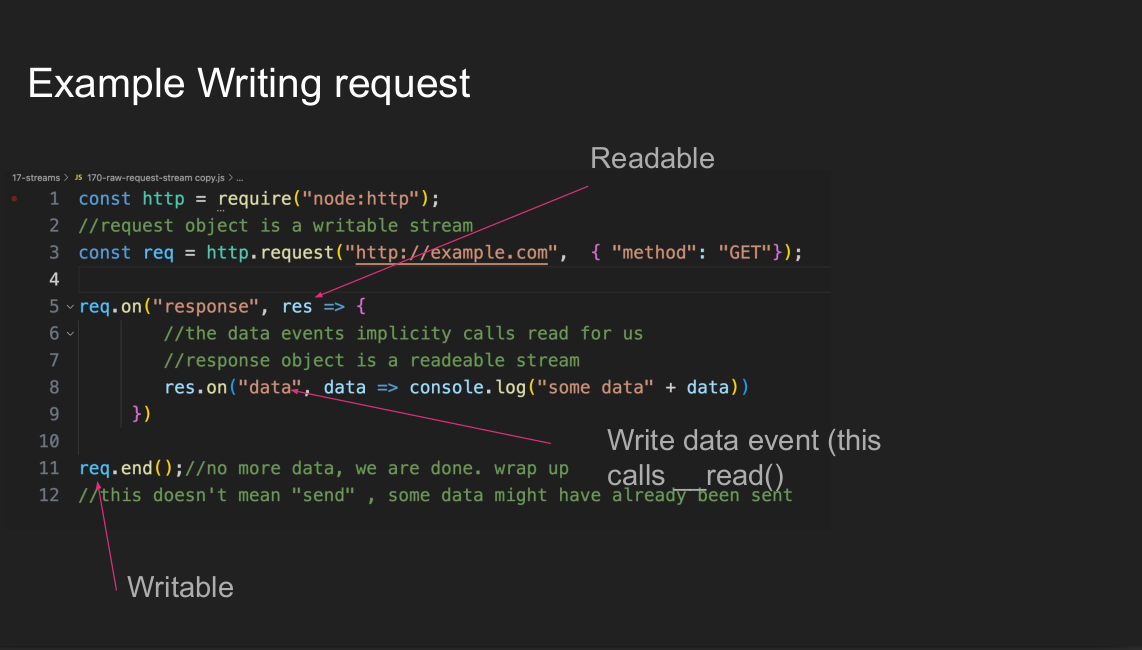 Example Writing request
Readable
17-streams > JS 170-raw-request-stream copy.js > ...
1 const http = require("node:http");
2 //request object is a writable stream
3 const req = http.request("http://example.com",  { "method": "GET"});
4
5 req.on("response", res => {
6 //the data events implicity calls read for us
7 //response object is a readeable stream
8 res.on("data", data => console.log("some data" + data))
9 })
10
Write data event (this
calls __read()
11 req.end();//no more data, we are done. wrap up
12 //this doesn't mean "send" , some data might have already been sent
Writable